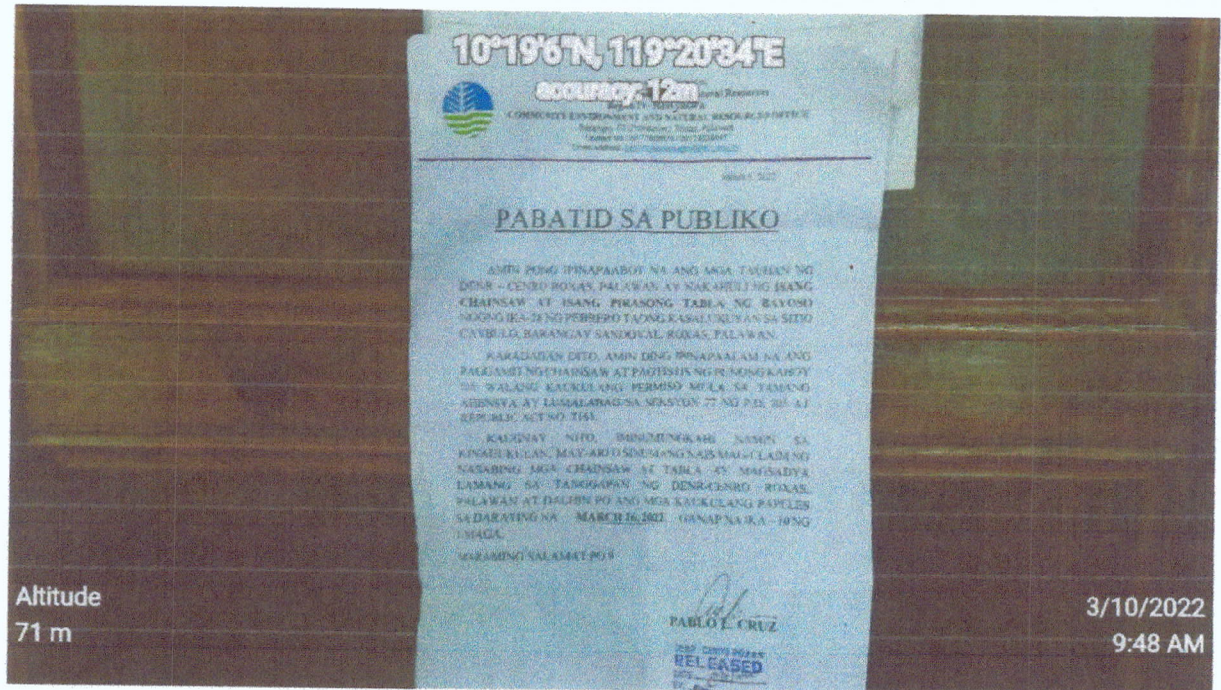 10°19'6"N, 119°20'34"E
accuracy: 12m
Resources
COMMUNITY ENVIRONMENT AND NATURAL RESOURCES OFFICE
PABATID SA PUBLIKO
AMIN PONG IPINAPAABOT NA ANG MGA TAUHAN NG
DENR - CENRO ROXAS, PALAWAN AY NAKAHULI NG ISANG
CHAINSAW AT ISANG PIRASONG TABLA NG BAYOSO
NOONG IKA-28 NG PEBRERO TAONG KASALUKUYAN SA SITIO
BARANGAY SANDOVAL, ROXAS, PALAWAN.
KARAGDAGAN DITO, AMIN DING IPINAPAALAM NA ANG
PAGGAMIT NG CHAINSAW AT NG PUNONG KAHOY
WALANG KAUKULANG PERMISO MULA SA TAMANG
AHENSYA AY LUMALABAG SA SEKSYON 77 NG P.D. 705 AT
REPUBLIC ACT NO.
KAUGNAY NITO, IMINUMUNGKAHI NAMIN SA
KINAUUKULAN, MAY-ARI O SINUMANG NAIS MAG-CLAIM NG
NASABING MGA CHAINSAW AT TABLA AY MAGSADYA
LAMANG SA TANGGAPAN NG DENR-CENRO ROXAS,
PALAWAN AT DALHIN PO ANG MGA KAUKULANG PAPELES
SA DARATING NA MARCH 16, 2022 GANAP NA IKA - 10 NG
UMAGA.
MARAMING SALAMAT PO
PABLO L. CRUZ
DENR CENRO ROXAS
RELEASED
Altitude
71 m
3/10/2022
9:48 AM